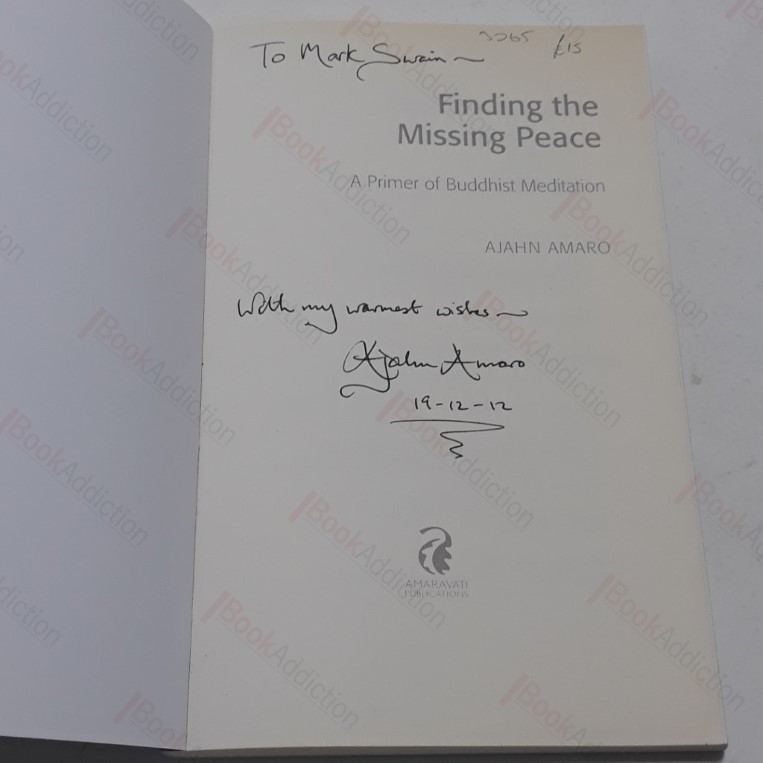 3265 £15
To Mark Swain ~
Finding the
Missing Peace
A Primer of Buddhist Meditation
AJAHN AMARO
With my warmest wishes ~
Ajahn Amaro
19-12-12
AMARAVATI
PUBLICATIONS
BookAddiction